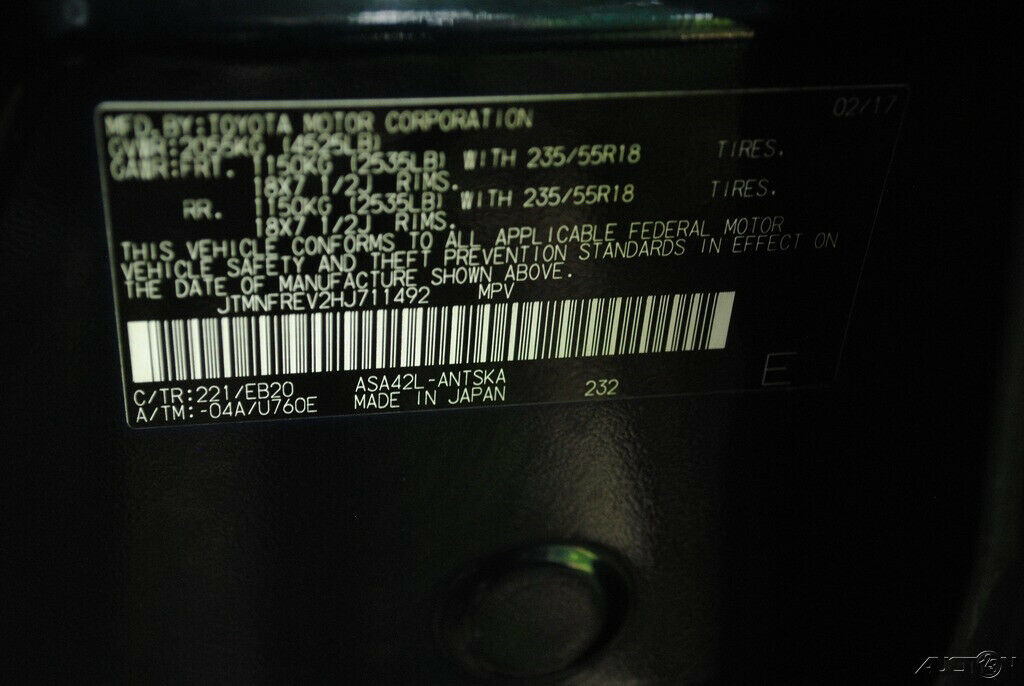 02/17
MFD. BY: TOYOTA MOTOR CORPORATION
GVWR: 2055KG (4525LB)
GAWR: FRT. 1150KG (2535LB) WITH 235/55R18 TIRES.
18X7 1/2J RIMS.
RR. 1150KG (2535LB) WITH 235/55R18 TIRES.
18X7 1/2J RIMS.
THIS VEHICLE CONFORMS TO ALL APPLICABLE FEDERAL MOTOR
VEHICLE SAFETY AND THEFT PREVENTION STANDARDS IN EFFECT ON
THE DATE OF MANUFACTURE SHOWN ABOVE.
JTMNFREV2HJ711492 MPV
C/TR: 221/EB20 ASA42L-ANTSKA 232 E
A/TM: -04A/U760E MADE IN JAPAN
AUCTION 123